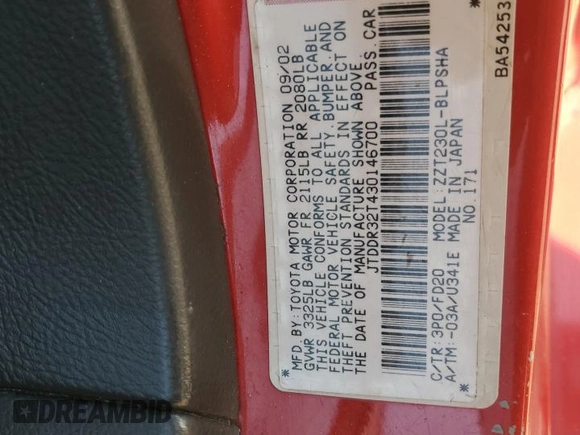 MFD.BY:TOYOTA MOTOR CORPORATION 09/02
GVWR 3325LB GAWR FR 2115LB RR 2080LB
THIS VEHICLE CONFORMS TO ALL APPLICABLE
FEDERAL MOTOR VEHICLE SAFETY,BUMPER,AND
THEFT PREVENTION STANDARDS IN EFFECT ON
THE DATE OF MANUFACTURE SHOWN ABOVE.
JTDDR32T430146700 PASS.CAR
C/TR:3P0/FD20 MODEL:ZZT230L-BLPSHA
A/TM:-03A/U341E MADE IN JAPAN
NO.171
BA54253
DREAMBID